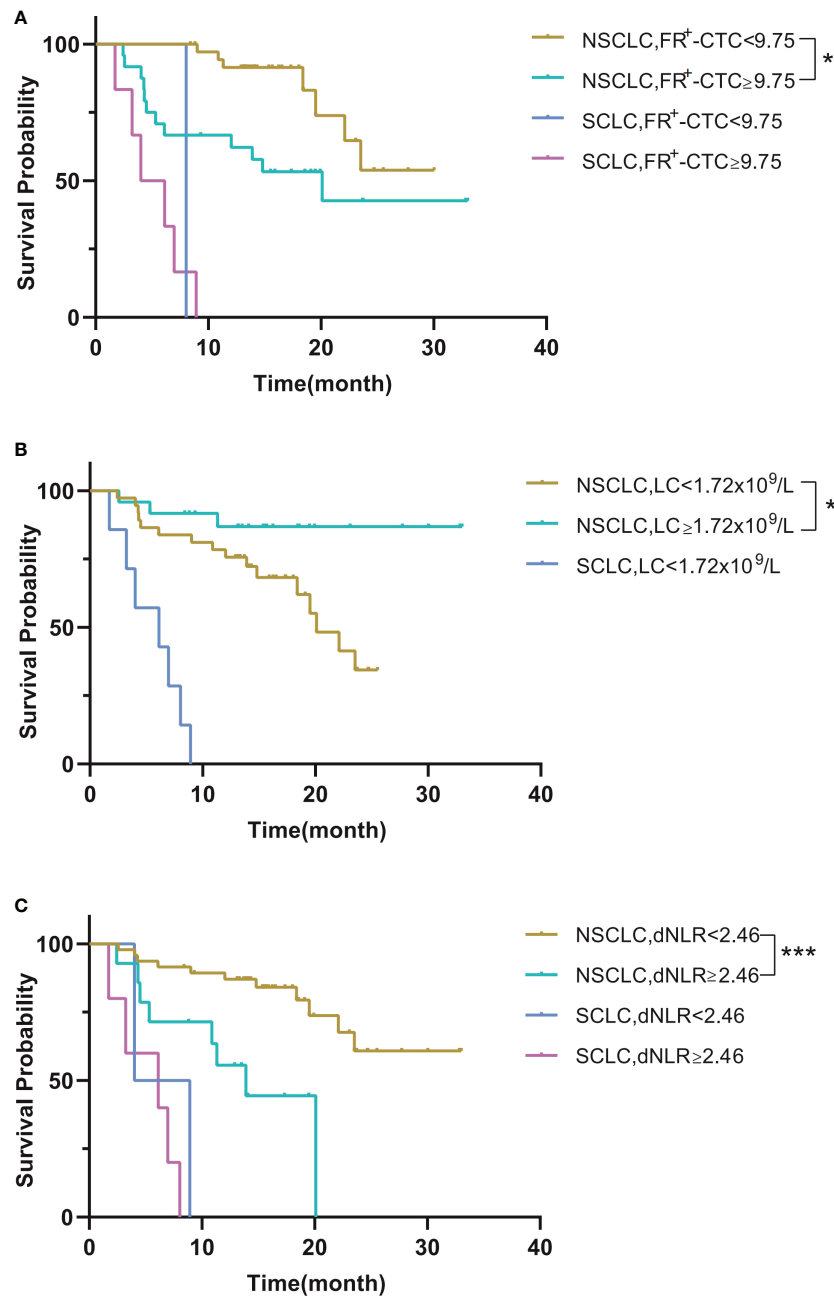 A
NSCLC,FR⁺-CTC<9.75
NSCLC,FR⁺-CTC≥9.75
*
SCLC,FR⁺-CTC<9.75
SCLC,FR⁺-CTC≥9.75
Survival Probability
100
50
0
0 10 20 30 40
Time(month)
B
NSCLC,LC<1.72x10⁹/L
NSCLC,LC≥1.72x10⁹/L
*
SCLC,LC<1.72x10⁹/L
Survival Probability
100
50
0
0 10 20 30 40
Time(month)
C
NSCLC,dNLR<2.46
NSCLC,dNLR≥2.46
***
SCLC,dNLR<2.46
SCLC,dNLR≥2.46
Survival Probability
100
50
0
0 10 20 30 40
Time(month)